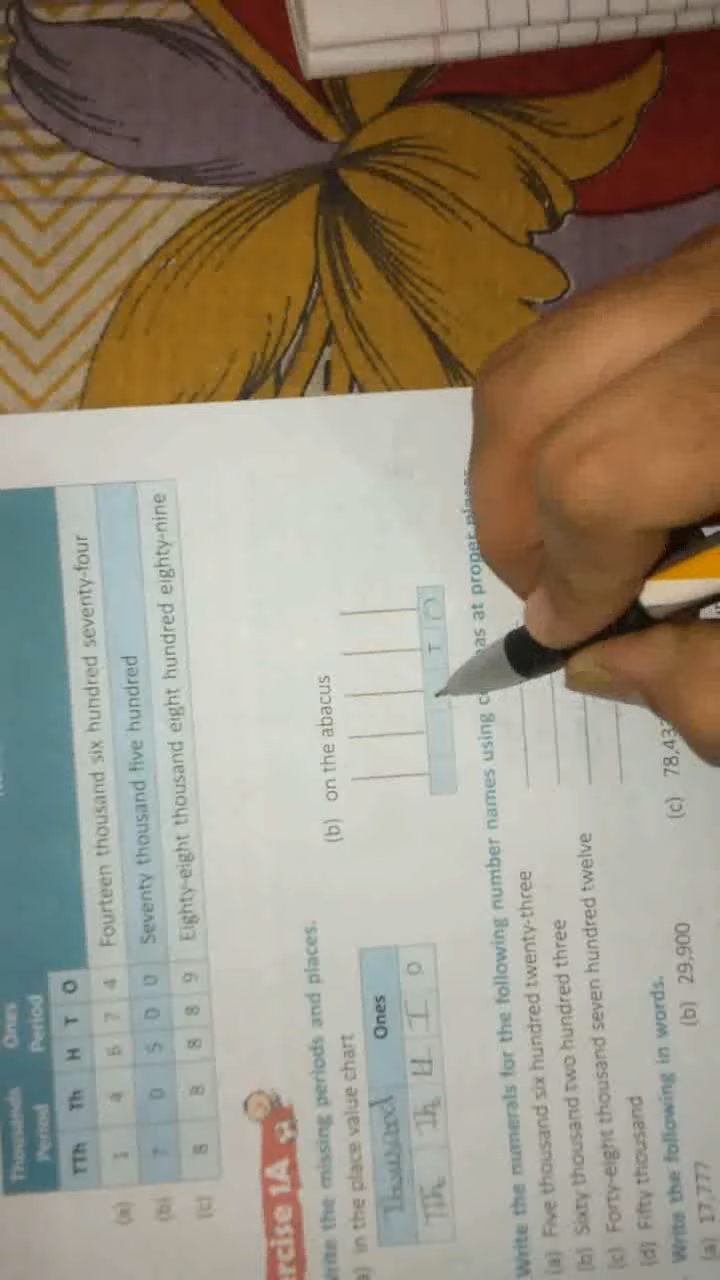 Thousands Period Ones Period
TTh Th H T O
(a) 1 4 6 7 4 Fourteen thousand six hundred seventy-four
(b) 7 0 5 0 0 Seventy thousand five hundred
(c) 8 8 8 8 9 Eighty-eight thousand eight hundred eighty-nine
rcise 1A
Write the missing periods and places.
a) in the place value chart
Thousand Ones
TTh Th H T O
(b) on the abacus
T O
Write the numerals for the following number names using as at proper places.
(a) Five thousand six hundred twenty-three
(b) Sixty thousand two hundred three
(c) Forty-eight thousand seven hundred twelve
(d) Fifty thousand
Write the following in words.
(a) 17,777 (b) 29,900 (c) 78,433